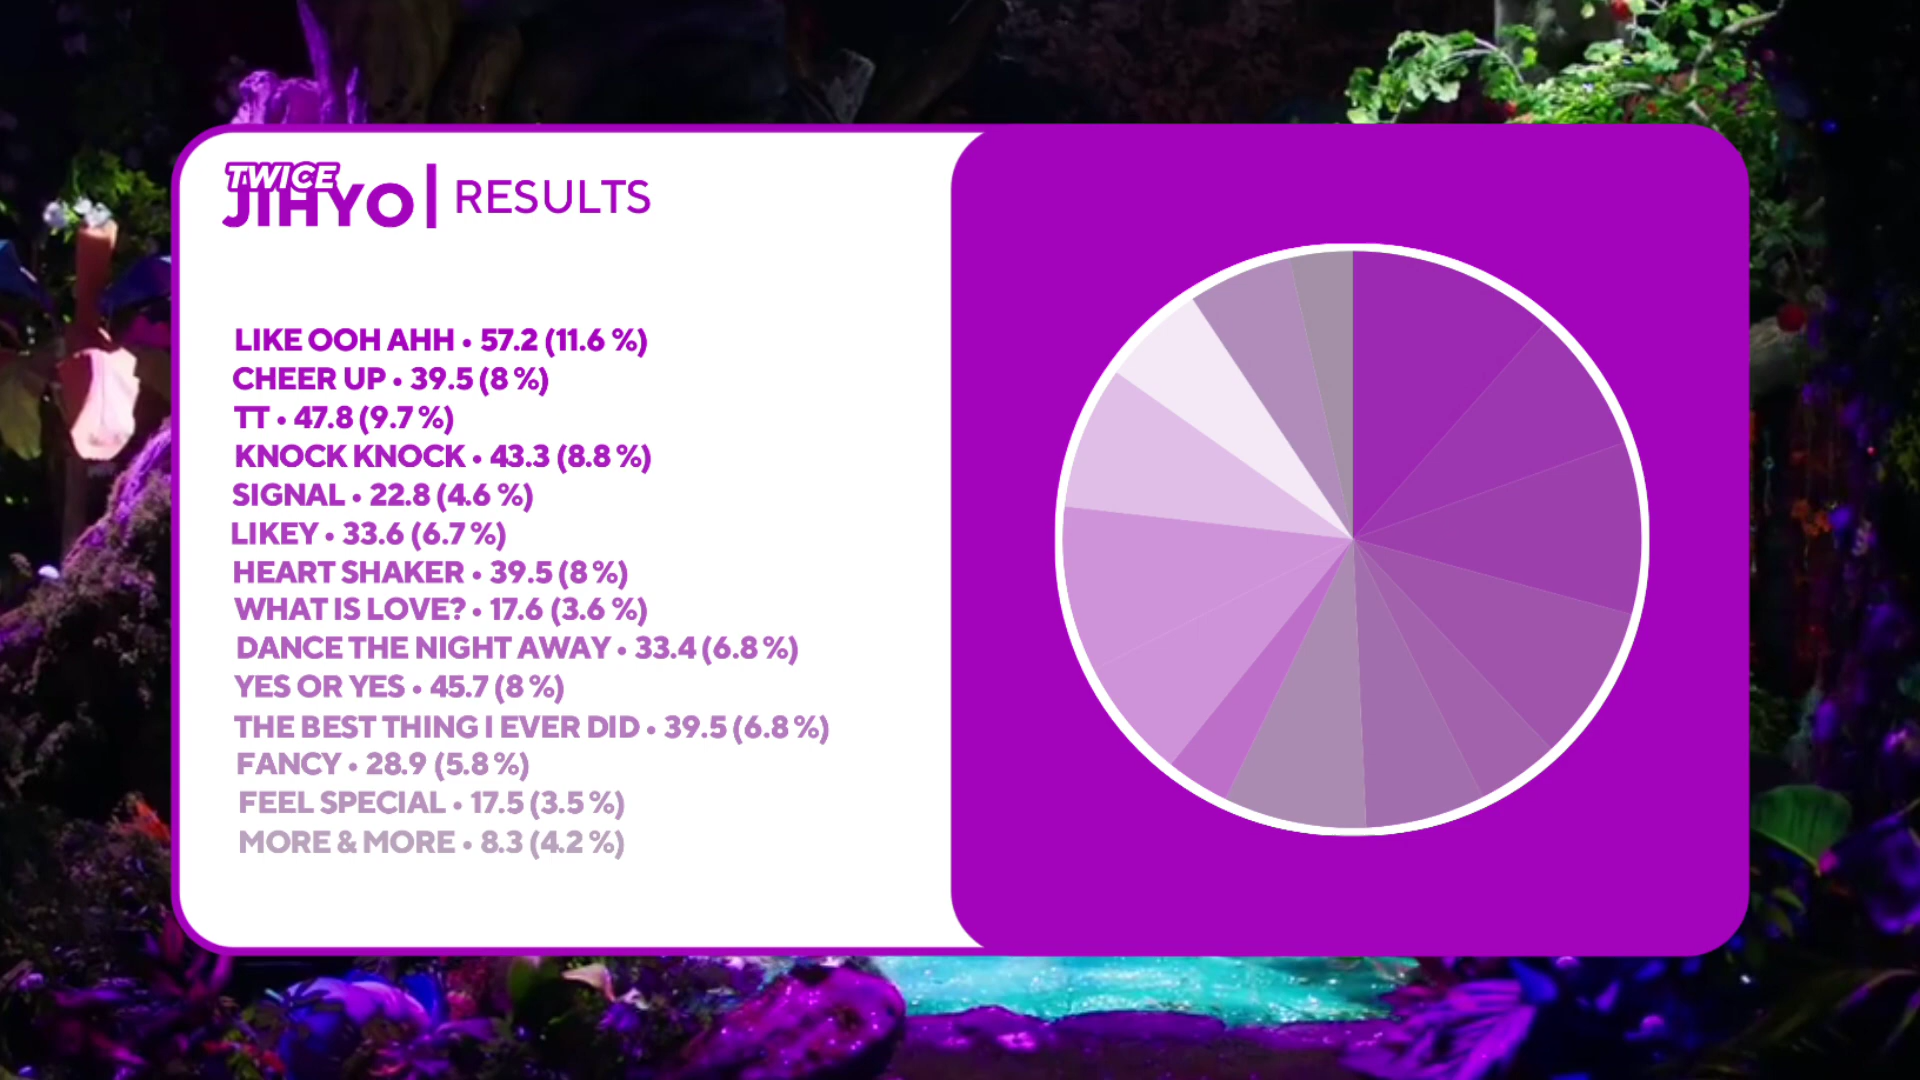 TWICE
JIHYO | RESULTS
LIKE OOH AHH • 57.2 (11.6 %)
CHEER UP • 39.5 (8 %)
TT • 47.8 (9.7 %)
KNOCK KNOCK • 43.3 (8.8 %)
SIGNAL • 22.8 (4.6 %)
LIKEY • 33.6 (6.7 %)
HEART SHAKER • 39.5 (8 %)
WHAT IS LOVE? • 17.6 (3.6 %)
DANCE THE NIGHT AWAY • 33.4 (6.8 %)
YES OR YES • 45.7 (8 %)
THE BEST THING I EVER DID • 39.5 (6.8 %)
FANCY • 28.9 (5.8 %)
FEEL SPECIAL • 17.5 (3.5 %)
MORE & MORE • 8.3 (4.2 %)